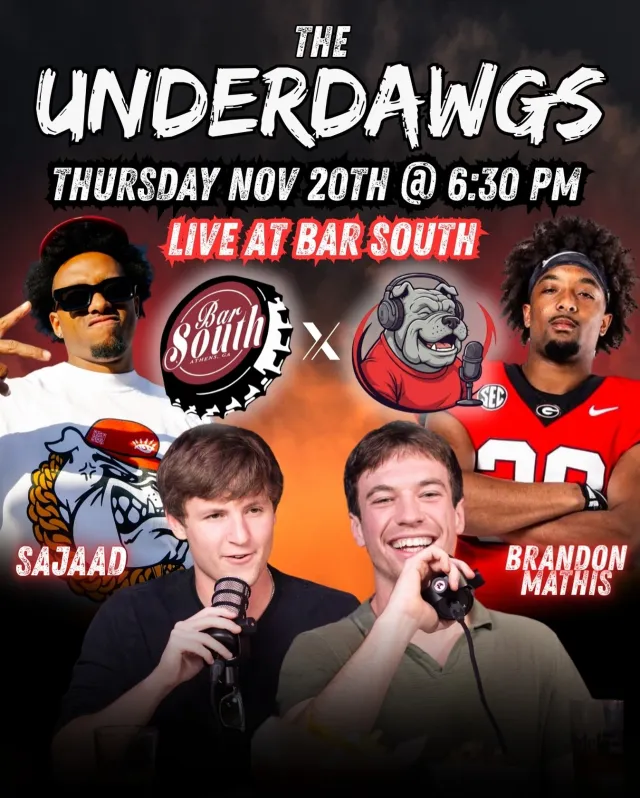 THE
UNDERDAWGS
THURSDAY NOV 20TH @ 6:30 PM
LIVE AT BAR SOUTH
Bar
South
ATHENS, GA
X
SEC
G
SAJAAD
BRANDON
MATHIS